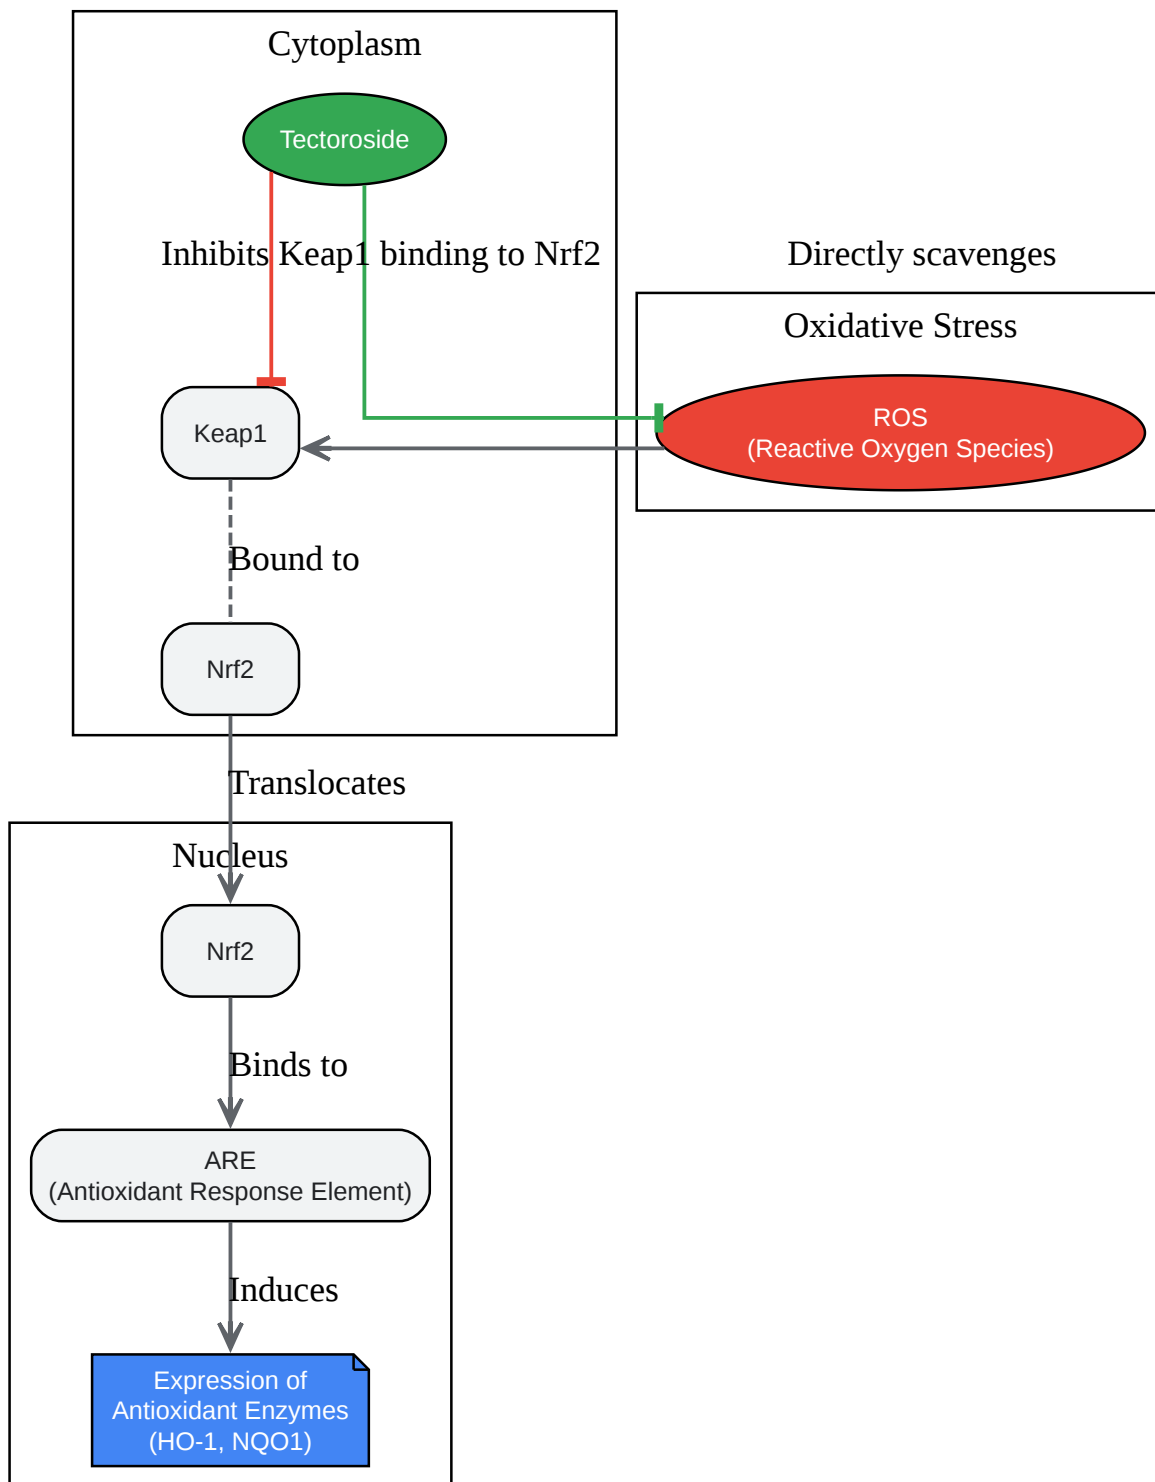 Cytoplasm
Tectoroside
Inhibits Keap1 binding to Nrf2
Directly scavenges
Oxidative Stress
ROS
(Reactive Oxygen Species)
Keap1
Bound to
Nrf2
Translocates
Nucleus
Nrf2
Binds to
ARE
(Antioxidant Response Element)
Induces
Expression of
Antioxidant Enzymes
(HO-1, NQO1)